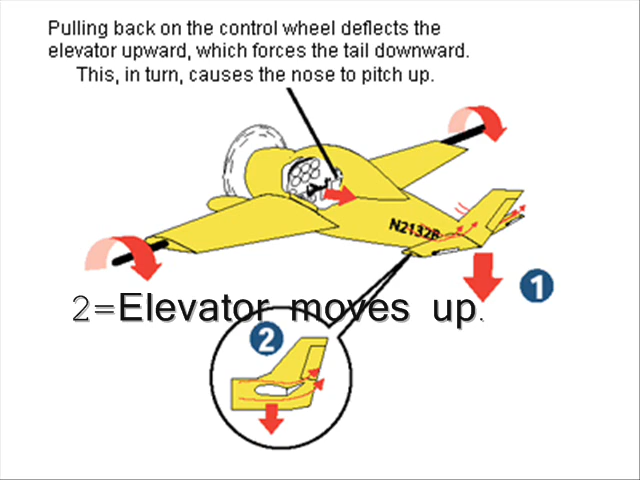 Pulling back on the control wheel deflects the
elevator upward, which forces the tail downward.
This, in turn, causes the nose to pitch up.
N2132B
1
2=Elevator moves up.
2